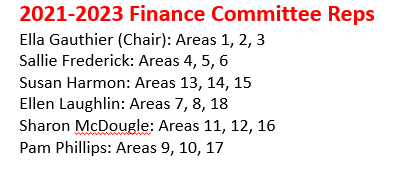 2021-2023 Finance Committee Reps
Ella Gauthier (Chair): Areas 1, 2, 3
Sallie Frederick: Areas 4, 5, 6
Susan Harmon: Areas 13, 14, 15
Ellen Laughlin: Areas 7, 8, 18
Sharon McDougle: Areas 11, 12, 16
Pam Phillips: Areas 9, 10, 17